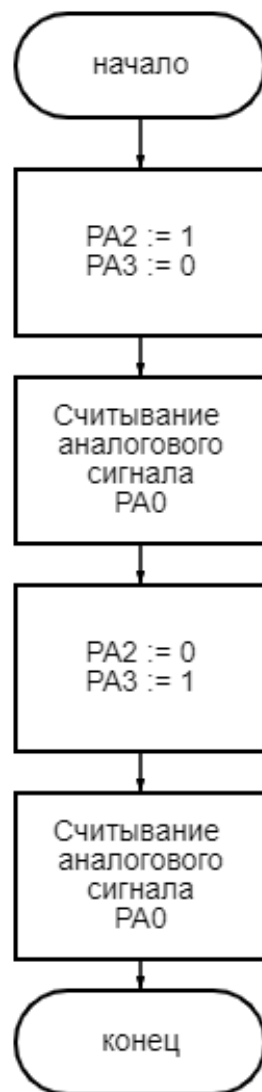 начало
PA2 := 1
PA3 := 0
Считывание
аналогового
сигнала
PA0
PA2 := 0
PA3 := 1
Считывание
аналогового
сигнала
PA0
конец